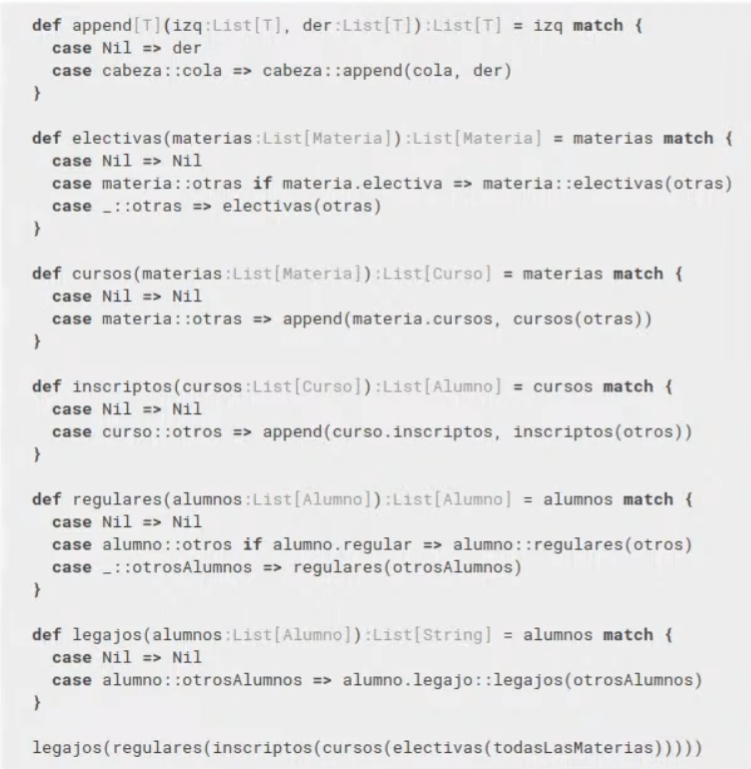 def append[T](izq:List[T], der:List[T]):List[T] = izq match {
  case Nil => der
  case cabeza::cola => cabeza::append(cola, der)
}

def electivas(materias:List[Materia]):List[Materia] = materias match {
  case Nil => Nil
  case materia::otras if materia.electiva => materia::electivas(otras)
  case _::otras => electivas(otras)
}

def cursos(materias:List[Materia]):List[Curso] = materias match {
  case Nil => Nil
  case materia::otras => append(materia.cursos, cursos(otras))
}

def inscriptos(cursos:List[Curso]):List[Alumno] = cursos match {
  case Nil => Nil
  case curso::otros => append(curso.inscriptos, inscriptos(otros))
}

def regulares(alumnos:List[Alumno]):List[Alumno] = alumnos match {
  case Nil => Nil
  case alumno::otros if alumno.regular => alumno::regulares(otros)
  case _::otrosAlumnos => regulares(otrosAlumnos)
}

def legajos(alumnos:List[Alumno]):List[String] = alumnos match {
  case Nil => Nil
  case alumno::otrosAlumnos => alumno.legajo::legajos(otrosAlumnos)
}

legajos(regulares(inscriptos(cursos(electivas(todasLasMaterias)))))